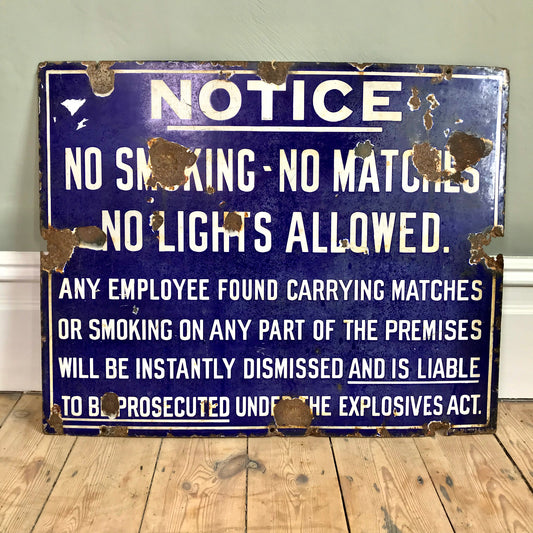 NOTICE
NO SMOKING - NO MATCHES
NO LIGHTS ALLOWED.
ANY EMPLOYEE FOUND CARRYING MATCHES
OR SMOKING ON ANY PART OF THE PREMISES
WILL BE INSTANTLY DISMISSED AND IS LIABLE
TO BE PROSECUTED UNDER THE EXPLOSIVES ACT.